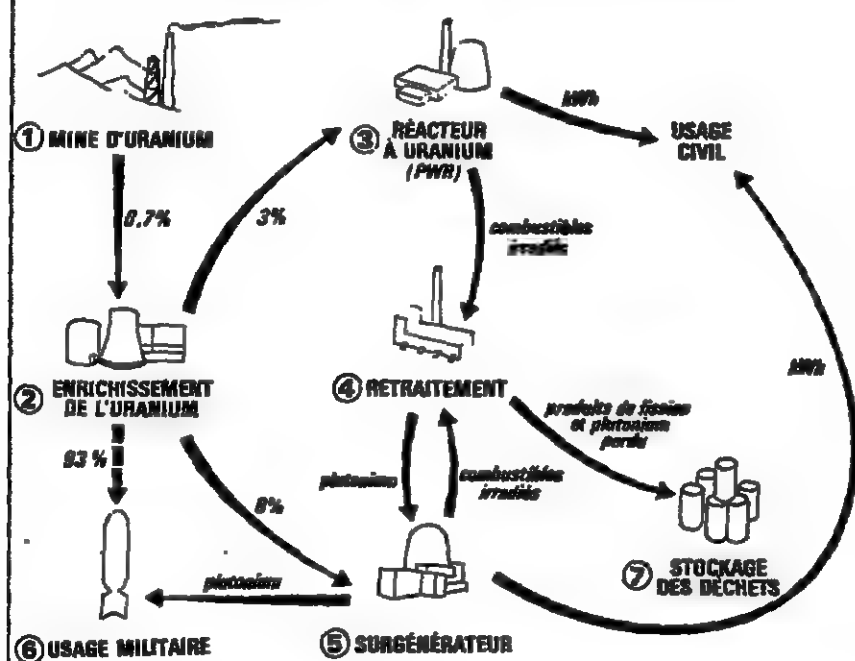 ① MINE D'URANIUM
0,7%
3%
③ RÉACTEUR
À URANIUM
(PWR)
kWh
USAGE
CIVIL
combustibles
irradiés
② ENRICHISSEMENT
DE L'URANIUM
93 %
④ RETRAITEMENT
produits de fission
et plutonium
perdu
kWh
plutonium
combustibles
irradiés
8%
plutonium
⑦ STOCKAGE
DES DÉCHETS
⑥ USAGE MILITAIRE
⑤ SURGÉNÉRATEUR